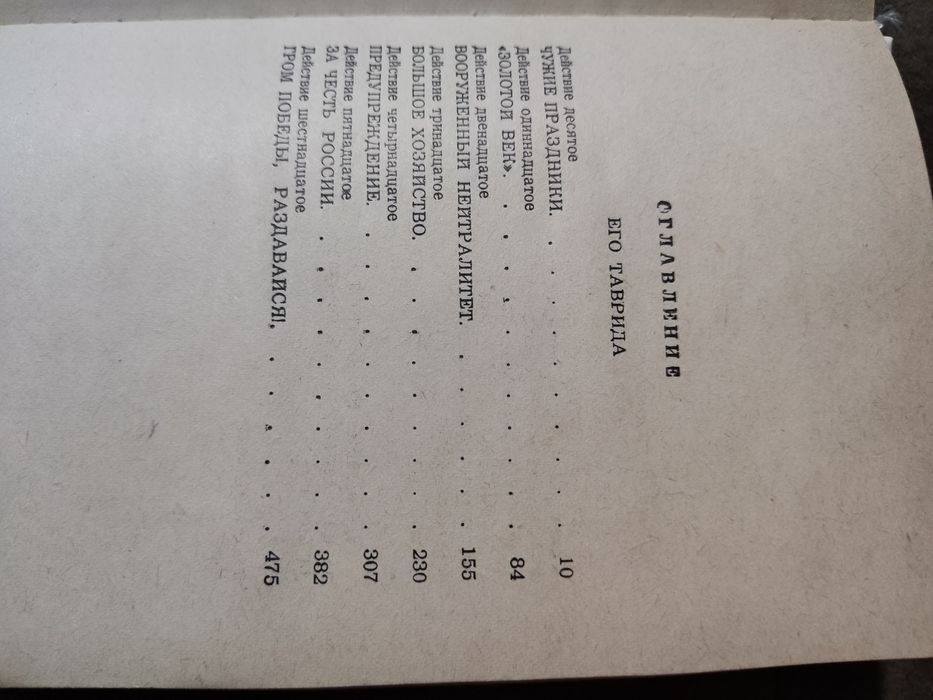 ОГЛАВЛЕНИЕ
ЕГО ТАВРИДА
Действие десятое
ЧУЖИЕ ПРАЗДНИКИ. . . . . . . . . . . 10
Действие одиннадцатое
«ЗОЛОТОЙ ВЕК». . . . . . . . . . . . 84
Действие двенадцатое
ВООРУЖЕННЫЙ НЕЙТРАЛИТЕТ. . . . . . . 155
Действие тринадцатое
БОЛЬШОЕ ХОЗЯЙСТВО. . . . . . . . . . 230
Действие четырнадцатое
ПРЕДУПРЕЖДЕНИЕ. . . . . . . . . . . 307
Действие пятнадцатое
ЗА ЧЕСТЬ РОССИИ. . . . . . . . . . . 382
Действие шестнадцатое
ГРОМ ПОБЕДЫ, РАЗДАВАЙСЯ!. . . . . . . 475